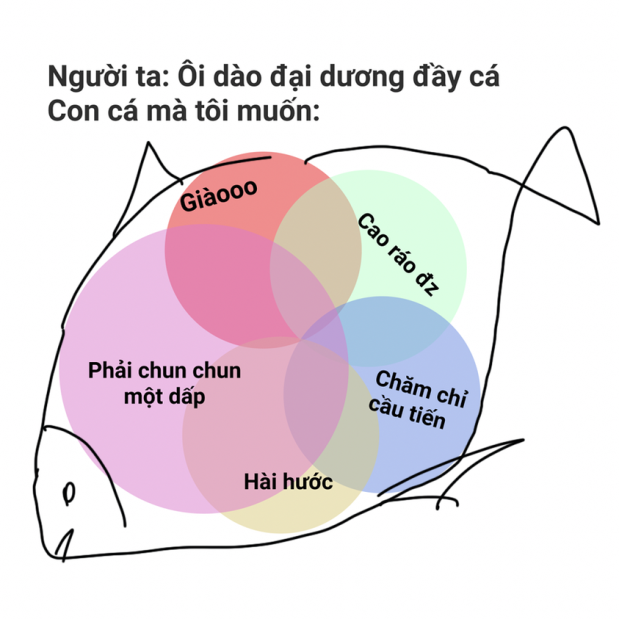 Người ta: Ôi dào đại dương đầy cá
Con cá mà tôi muốn:
Giàooo
Cao ráo đz
Phải chun chun
một dấp
Chăm chỉ
cầu tiến
Hài hước